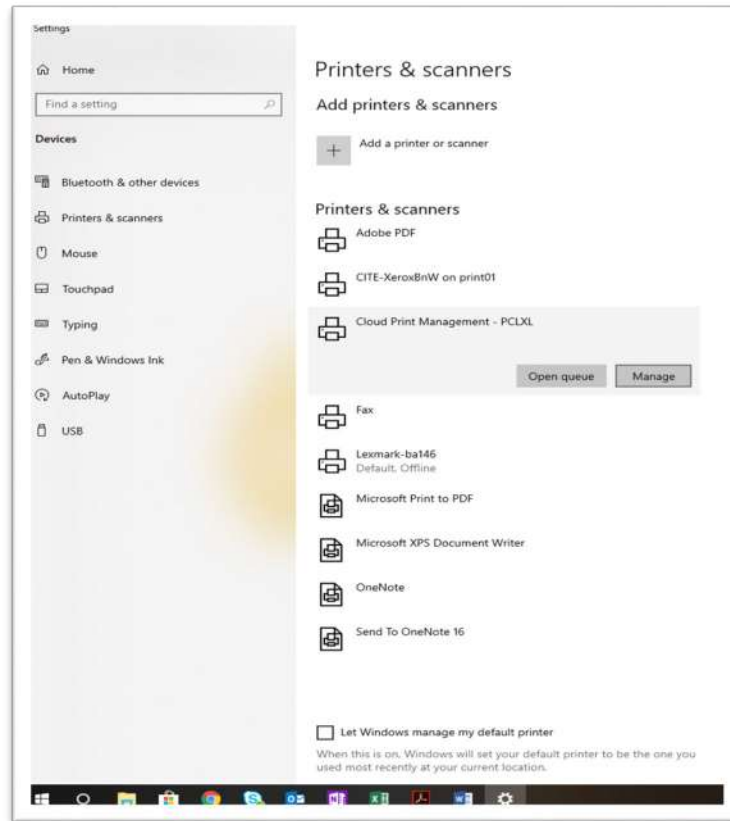 Settings
Home
Find a setting
Devices
Bluetooth & other devices
Printers & scanners
Mouse
Touchpad
Typing
Pen & Windows Ink
AutoPlay
USB
Printers & scanners
Add printers & scanners
Add a printer or scanner
Printers & scanners
Adobe PDF
CITE-XeroxBnW on print01
Cloud Print Management - PCLXL
Open queue Manage
Fax
Lexmark-ba146
Default, Offline
Microsoft Print to PDF
Microsoft XPS Document Writer
OneNote
Send To OneNote 16
Let Windows manage my default printer
When this is on, Windows will set your default printer to be the one you
used most recently at your current location.